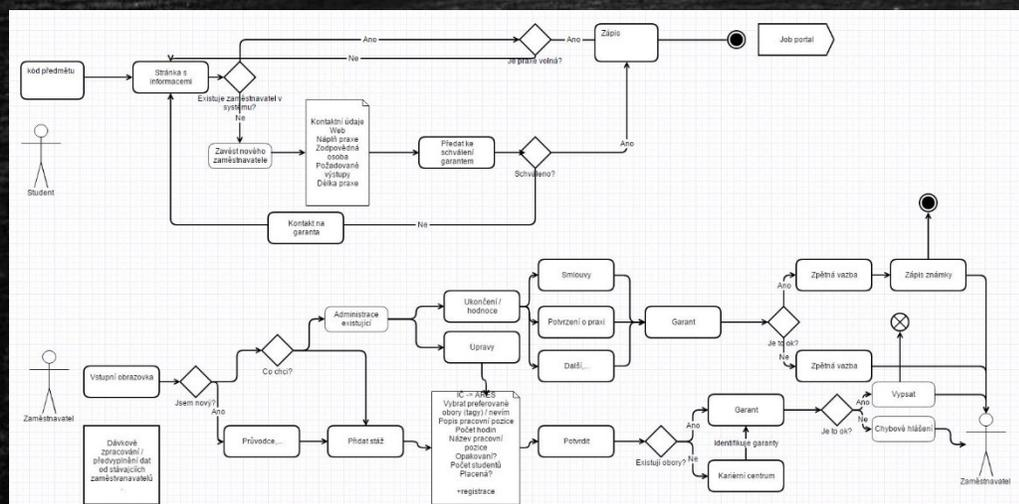 Ano
Ano
Zápis
Job portal
Je praxe volná?
Ne
kód předmětu
Stránka s
informacemi
Existuje zaměstnavatel v
systému?
Ne
Student
Zavést nového
zaměstnavatele
Kontaktní údaje
Web
Náplň praxe
Zodpovědná
osoba
Požadované
výstupy
Délka praxe
Předat ke
schválení
garantem
Schváleno?
Ano
Ne
Kontakt na
garanta
Smlouvy
Zpětná vazba
Zápis známky
Ano
Administrace
existující
Ukončení /
hodnoce
Potvrzení o praxi
Garant
Je to ok?
Úpravy
Další,...
Ne
Zpětná vazba
Co chci?
Zaměstnavatel
Vstupní obrazovka
Jsem nový?
Ano
Průvodce,...
Přidat stáž
IČ -> ARES
Vybrat preferované
obory (tagy) / nevím
Popis pracovní pozice
Počet hodin
Název pracovní
pozice
Opakovaní?
Počet studentů
Placená?
+registrace
Potvrdit
Existují obory?
Ano
Ne
Garant
Identifikuje garanty
Kariérní centrum
Je to ok?
Ano
Vypsat
Ne
Chybové hlášení
Zaměstnavatel
Dávkové
zpracování /
předvyplnění dat
od stávajících
zaměstvanavatelů